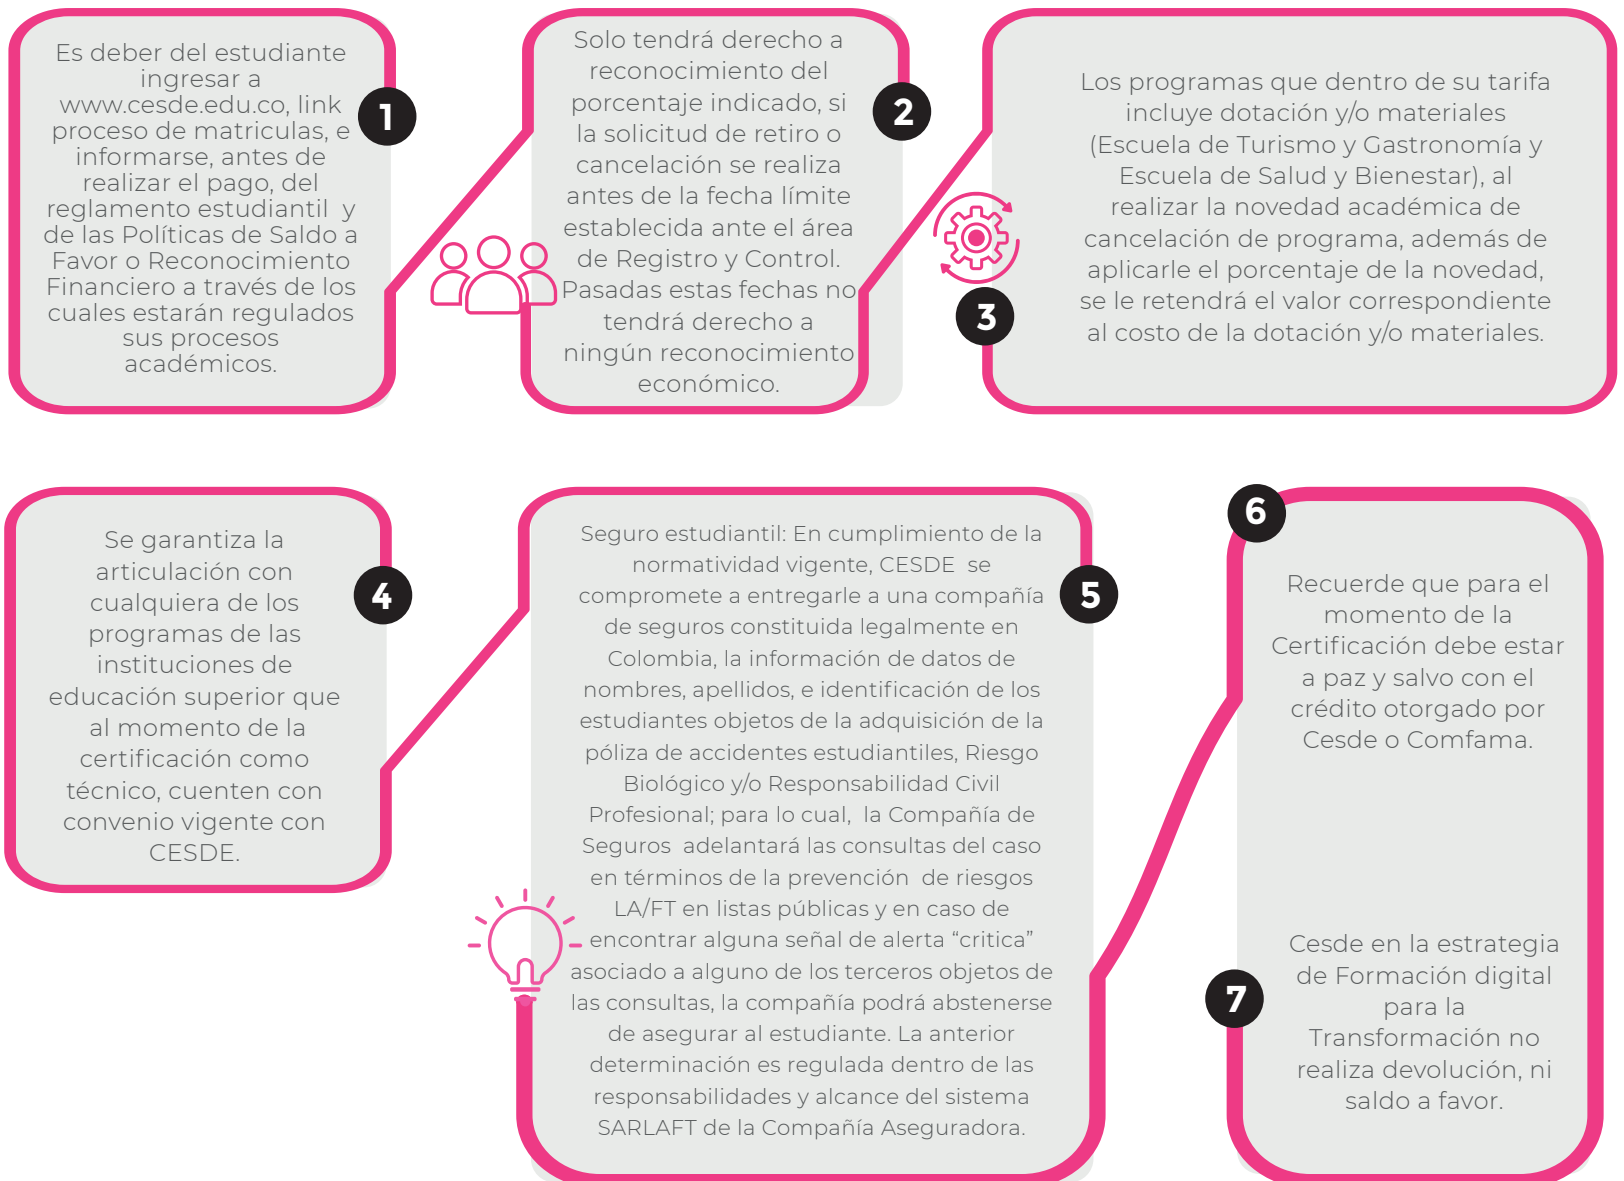 Es deber del estudiante
ingresar a
www.cesde.edu.co, link
proceso de matriculas, e
informarse, antes de
realizar el pago, del
reglamento estudiantil y
de las Políticas de Saldo a
Favor o Reconocimiento
Financiero a través de los
cuales estarán regulados
sus procesos
académicos.
1
Solo tendrá derecho a
reconocimiento del
porcentaje indicado, si
la solicitud de retiro o
cancelación se realiza
antes de la fecha límite
establecida ante el área
de Registro y Control.
Pasadas estas fechas no
tendrá derecho a
ningún reconocimiento
económico.
2
Los programas que dentro de su tarifa
incluye dotación y/o materiales
(Escuela de Turismo y Gastronomía y
Escuela de Salud y Bienestar), al
realizar la novedad académica de
cancelación de programa, además de
aplicarle el porcentaje de la novedad,
se le retendrá el valor correspondiente
al costo de la dotación y/o materiales.
3
Se garantiza la
articulación con
cualquiera de los
programas de las
instituciones de
educación superior que
al momento de la
certificación como
técnico, cuenten con
convenio vigente con
CESDE.
4
Seguro estudiantil: En cumplimiento de la
normatividad vigente, CESDE se
compromete a entregarle a una compañía
de seguros constituida legalmente en
Colombia, la información de datos de
nombres, apellidos, e identificación de los
estudiantes objetos de la adquisición de la
póliza de accidentes estudiantiles, Riesgo
Biológico y/o Responsabilidad Civil
Profesional; para lo cual, la Compañía de
Seguros adelantará las consultas del caso
en términos de la prevención de riesgos
LA/FT en listas públicas y en caso de
encontrar alguna señal de alerta “critica”
asociado a alguno de los terceros objetos de
las consultas, la compañía podrá abstenerse
de asegurar al estudiante. La anterior
determinación es regulada dentro de las
responsabilidades y alcance del sistema
SARLAFT de la Compañía Aseguradora.
5
6
Recuerde que para el
momento de la
Certificación debe estar
a paz y salvo con el
crédito otorgado por
Cesde o Comfama.
Cesde en la estrategia
de Formación digital
para la
Transformación no
realiza devolución, ni
saldo a favor.
7